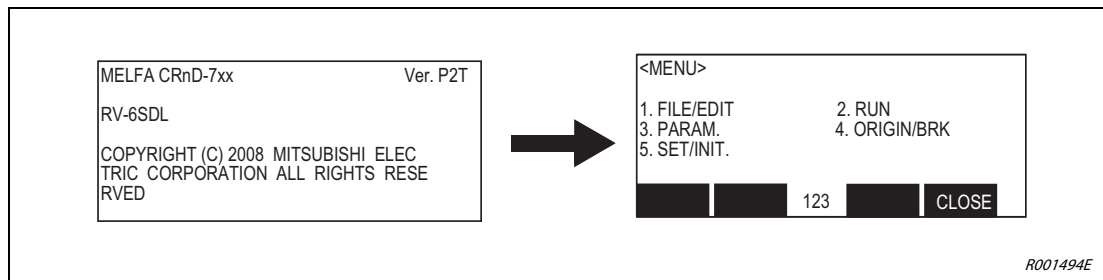 MELFA CRnD-7xx Ver. P2T
RV-6SDL
COPYRIGHT (C) 2008 MITSUBISHI ELEC
TRIC CORPORATION ALL RIGHTS RESE
RVED
<MENU>
1. FILE/EDIT 2. RUN
3. PARAM. 4. ORIGIN/BRK
5. SET/INIT.
123 CLOSE
R001494E